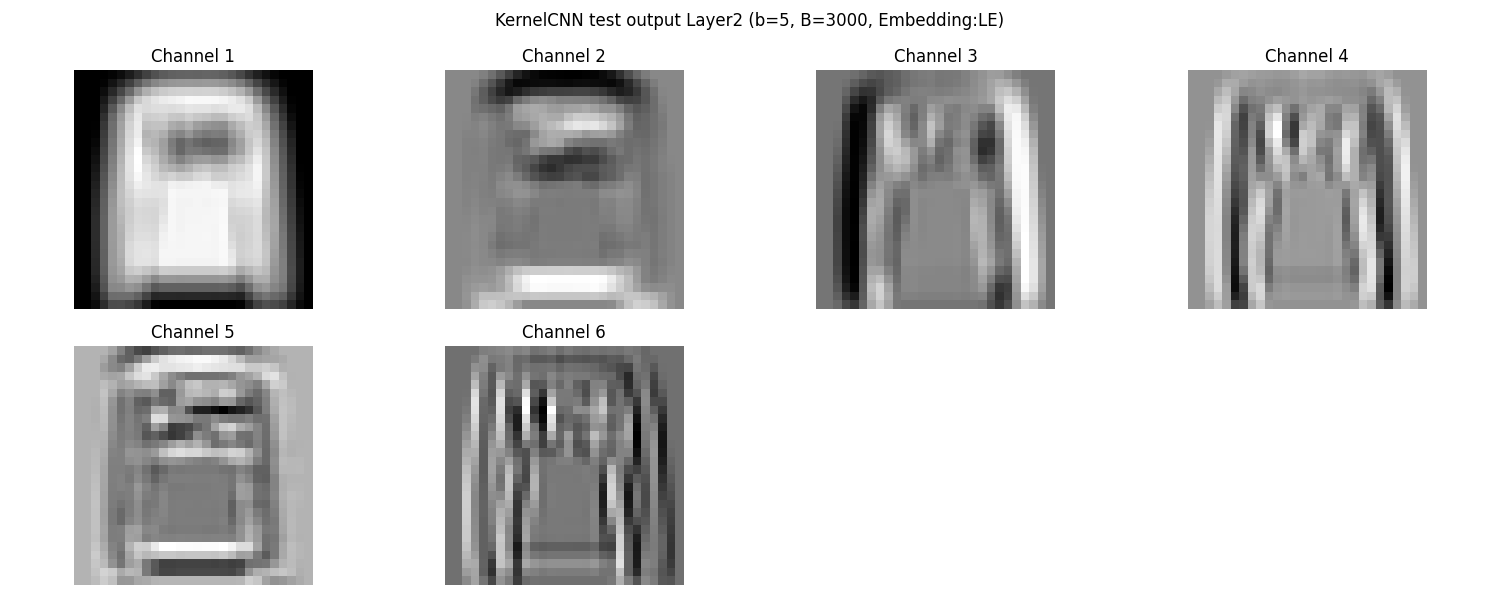 KernelCNN test output Layer2 (b=5, B=3000, Embedding:LE)
Channel 1
Channel 2
Channel 3
Channel 4
Channel 5
Channel 6